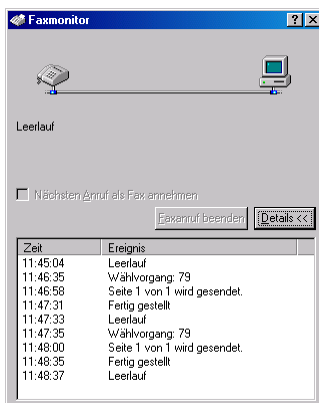 Faxmonitor
Leerlauf
Nächsten Anruf als Fax annehmen
Faxanruf beenden
Details <<
Zeit Ereignis
11:45:04 Leerlauf
11:46:35 Wählvorgang: 79
11:46:58 Seite 1 von 1 wird gesendet.
11:47:31 Fertig gestellt
11:47:33 Leerlauf
11:47:35 Wählvorgang: 79
11:48:00 Seite 1 von 1 wird gesendet.
11:48:35 Fertig gestellt
11:48:37 Leerlauf